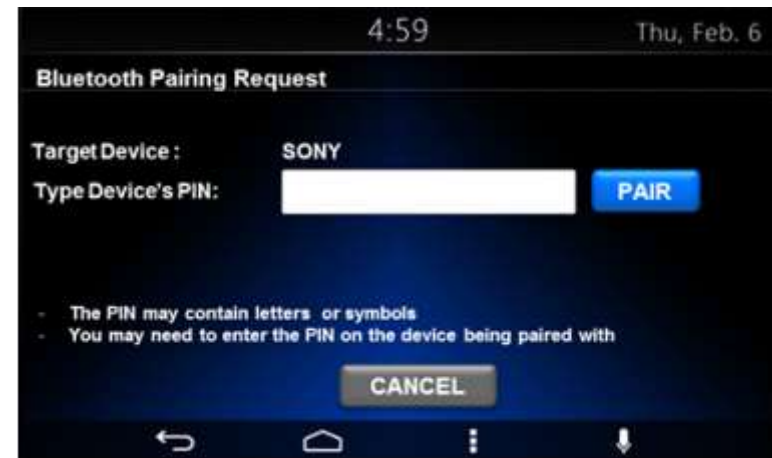 4:59 Thu, Feb. 6
Bluetooth Pairing Request
Target Device : SONY
Type Device's PIN: PAIR
- The PIN may contain letters or symbols
- You may need to enter the PIN on the device being paired with
CANCEL